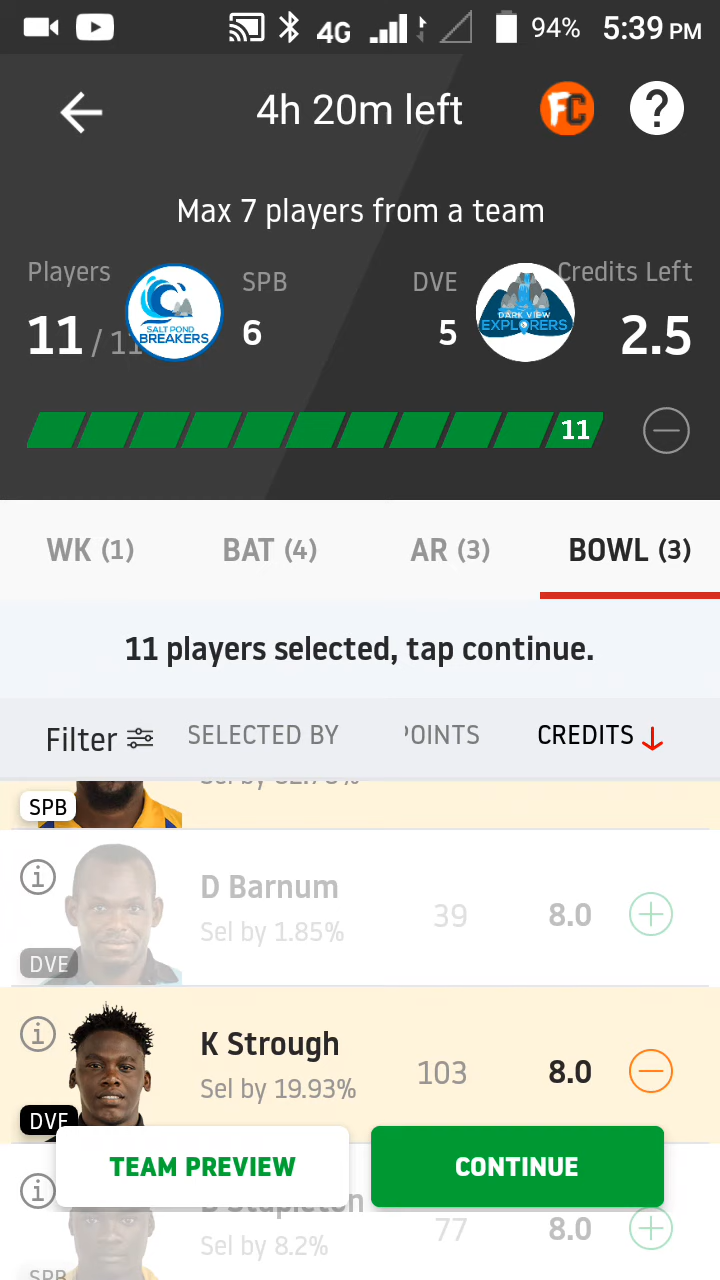 4G 94% 5:39 PM
4h 20m left FC ?
Max 7 players from a team
Players SPB DVE Credits Left
11 / 11 SALT POND BREAKERS 6 5 DARK VIEW EXPLORERS 2.5
11
WK (1) BAT (4) AR (3) BOWL (3)
11 players selected, tap continue.
Filter SELECTED BY POINTS CREDITS
SPB
D Barnum
Sel by 1.85% 39 8.0
DVE
K Strough
Sel by 19.93% 103 8.0
DVE
TEAM PREVIEW CONTINUE
Sel by 8.2% 77 8.0
SPB